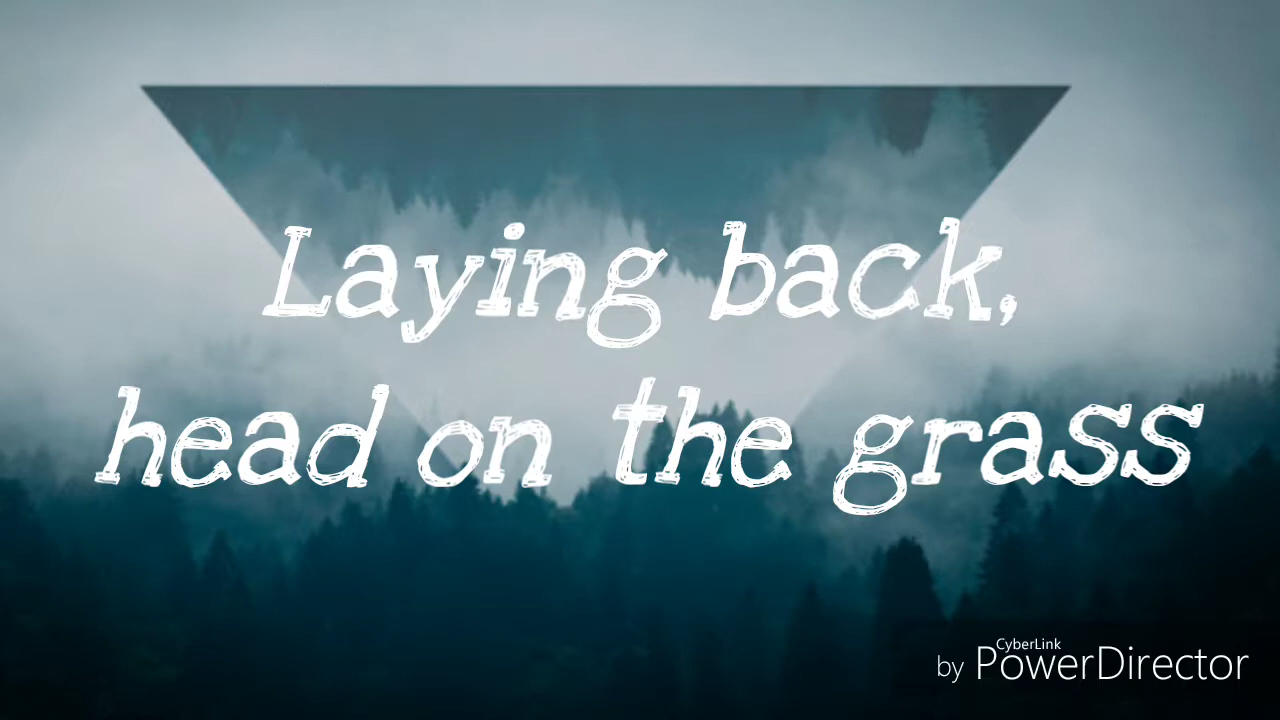 Laying back,
head on the grass
CyberLink
by PowerDirector